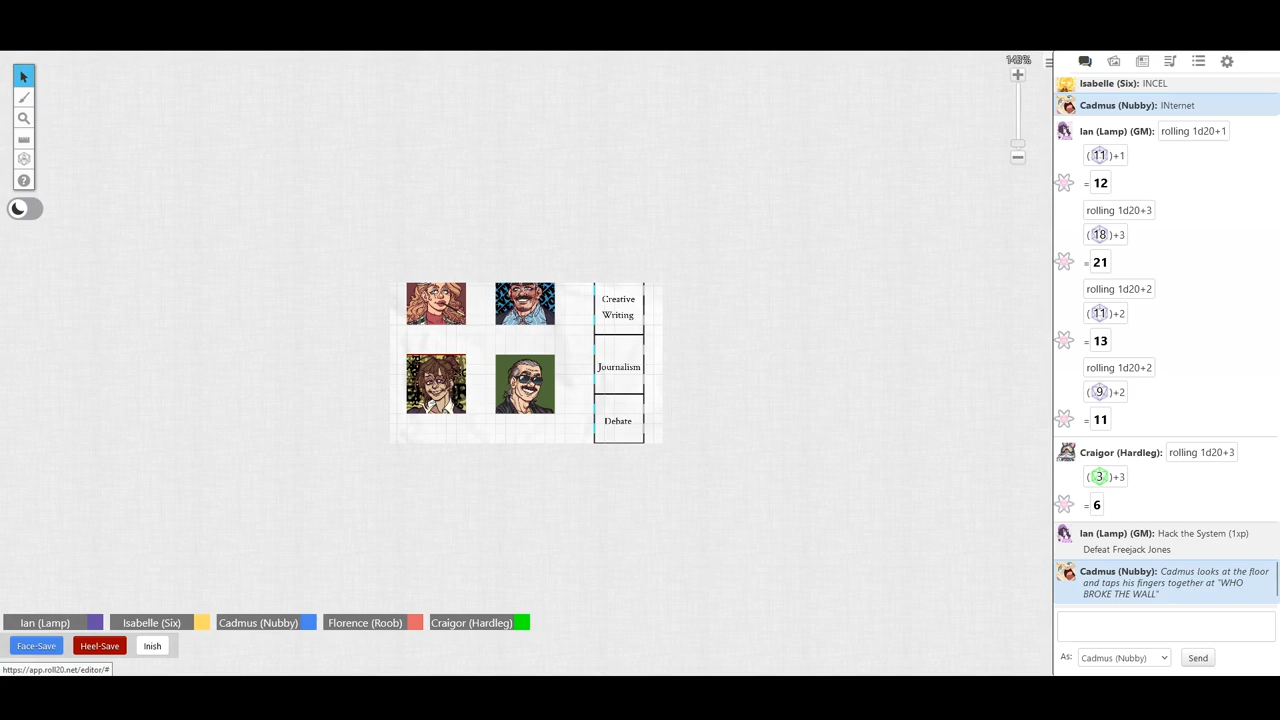 148%
Isabelle (Six): INCEL
Cadmus (Nubby): INternet
Ian (Lamp) (GM): rolling 1d20+1
(11)+1
= 12
rolling 1d20+3
(18)+3
= 21
rolling 1d20+2
(11)+2
= 13
rolling 1d20+2
(9)+2
= 11
Craigor (Hardleg): rolling 1d20+3
(3)+3
= 6
Ian (Lamp) (GM): Hack the System (1xp)
Defeat Freejack Jones
Cadmus (Nubby): Cadmus looks at the floor
and taps his fingers together at "WHO
BROKE THE WALL"
As: Cadmus (Nubby) Send
Creative
Writing
Journalism
Debate
Ian (Lamp) Isabelle (Six) Cadmus (Nubby) Florence (Roob) Craigor (Hardleg)
Face-Save Heel-Save Inish
https://app.roll20.net/editor/#